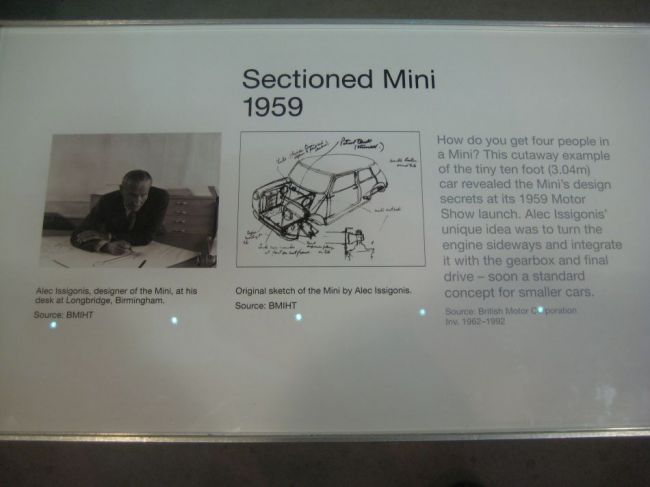 Sectioned Mini
1959
How do you get four people in
a Mini? This cutaway example
of the tiny ten foot (3.04m)
car revealed the Mini's design
secrets at its 1959 Motor
Show launch. Alec Issigonis'
unique idea was to turn the
engine sideways and integrate
it with the gearbox and final
drive – soon a standard
concept for smaller cars.
Source: British Motor Corporation
Inv. 1962–1992
Alec Issigonis, designer of the Mini, at his
desk at Longbridge, Birmingham.
Source: BMIHT
Original sketch of the Mini by Alec Issigonis.
Source: BMIHT